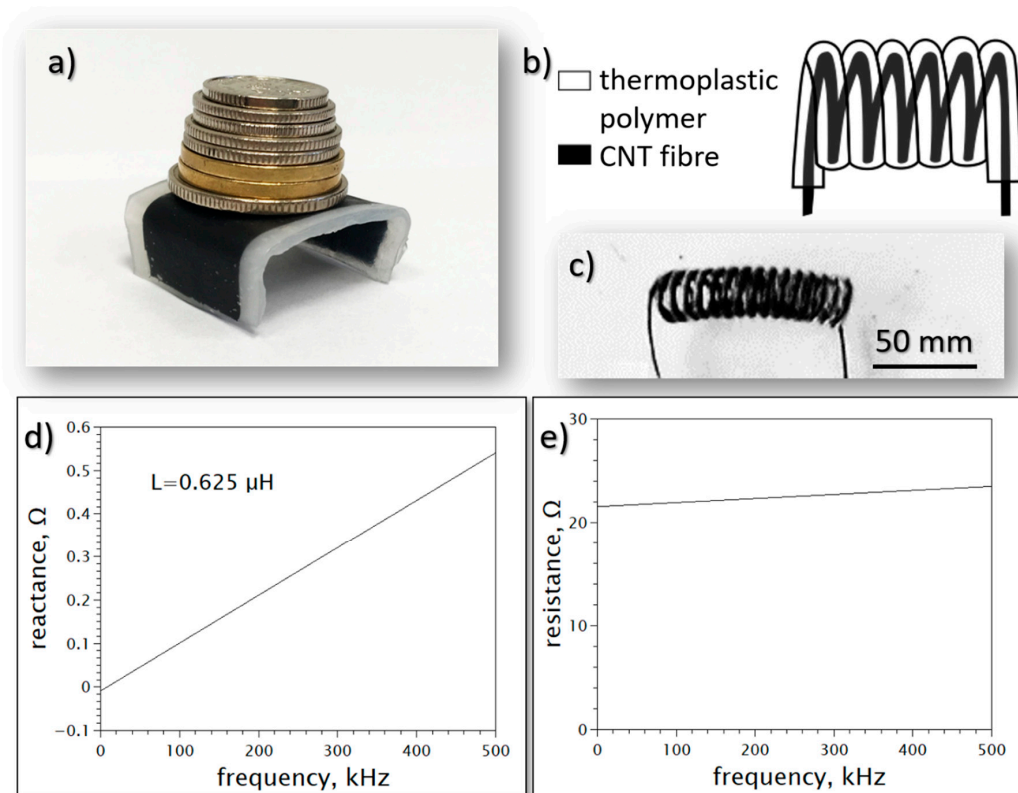 a)
b)
thermoplastic
polymer
CNT fibre
c)
50 mm
d)
0.6
0.5
0.4
0.3
0.2
0.1
0
−0.1
reactance, Ω
L=0.625 µH
0
100
200
300
400
500
frequency, kHz
e)
30
20
10
0
resistance, Ω
0
100
200
300
400
500
frequency, kHz